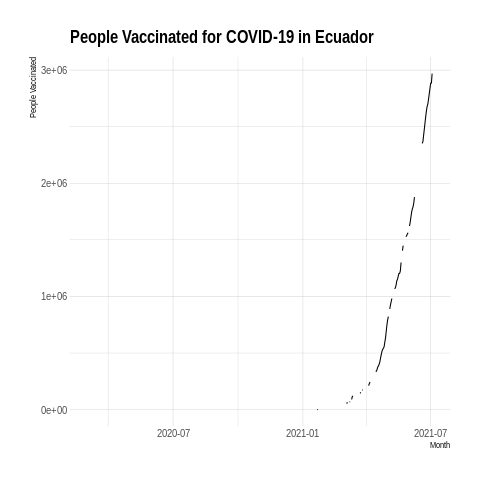 People Vaccinated for COVID-19 in Ecuador
People Vaccinated
3e+06
2e+06
1e+06
0e+00
2020-07
2021-01
2021-07
Month